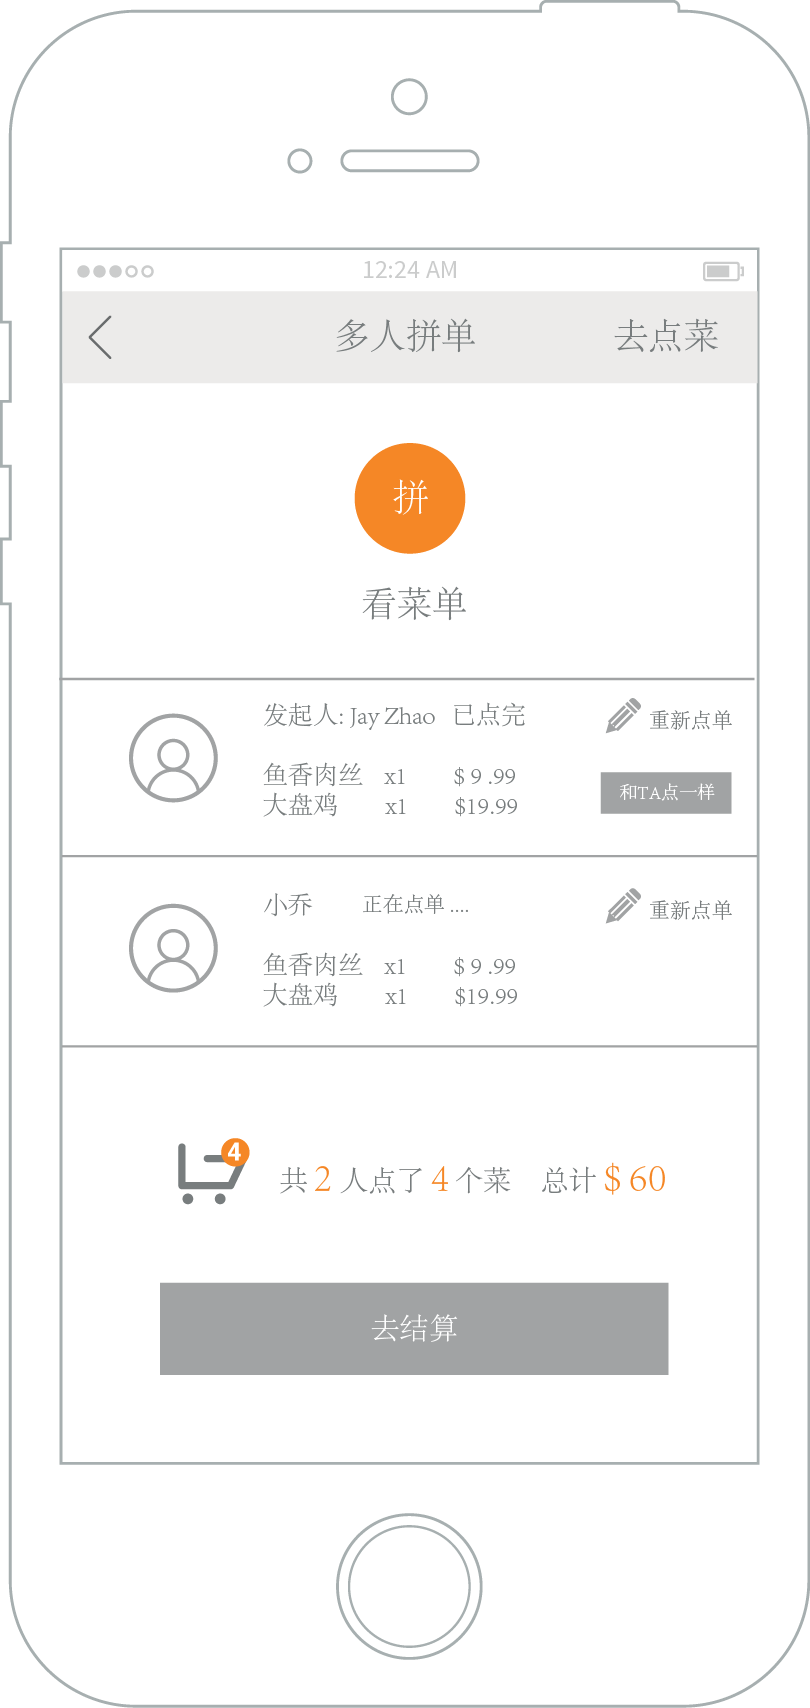 12:24 AM
多人拼单 去点菜
拼
看菜单
发起人: Jay Zhao 已点完 重新点单
鱼香肉丝 x1 $ 9 .99
和TA点一样
大盘鸡 x1 $19.99
小乔 正在点单 .... 重新点单
鱼香肉丝 x1 $ 9 .99
大盘鸡 x1 $19.99
4
共 2 人点了 4 个菜 总计 $ 60
去结算